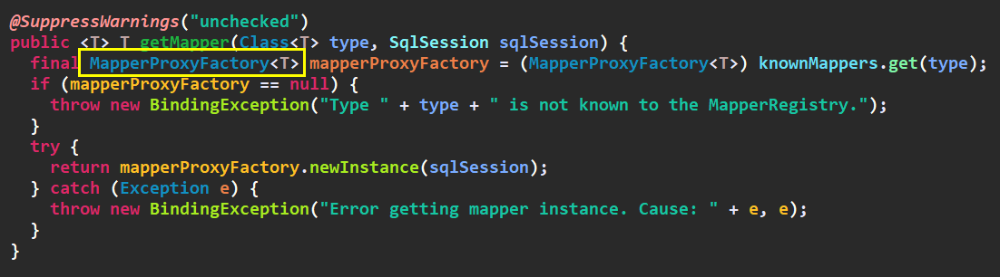 @SuppressWarnings("unchecked")
public <T> T getMapper(Class<T> type, SqlSession sqlSession) {
  final MapperProxyFactory<T> mapperProxyFactory = (MapperProxyFactory<T>) knownMappers.get(type);
  if (mapperProxyFactory == null) {
    throw new BindingException("Type " + type + " is not known to the MapperRegistry.");
  }
  try {
    return mapperProxyFactory.newInstance(sqlSession);
  } catch (Exception e) {
    throw new BindingException("Error getting mapper instance. Cause: " + e, e);
  }
}